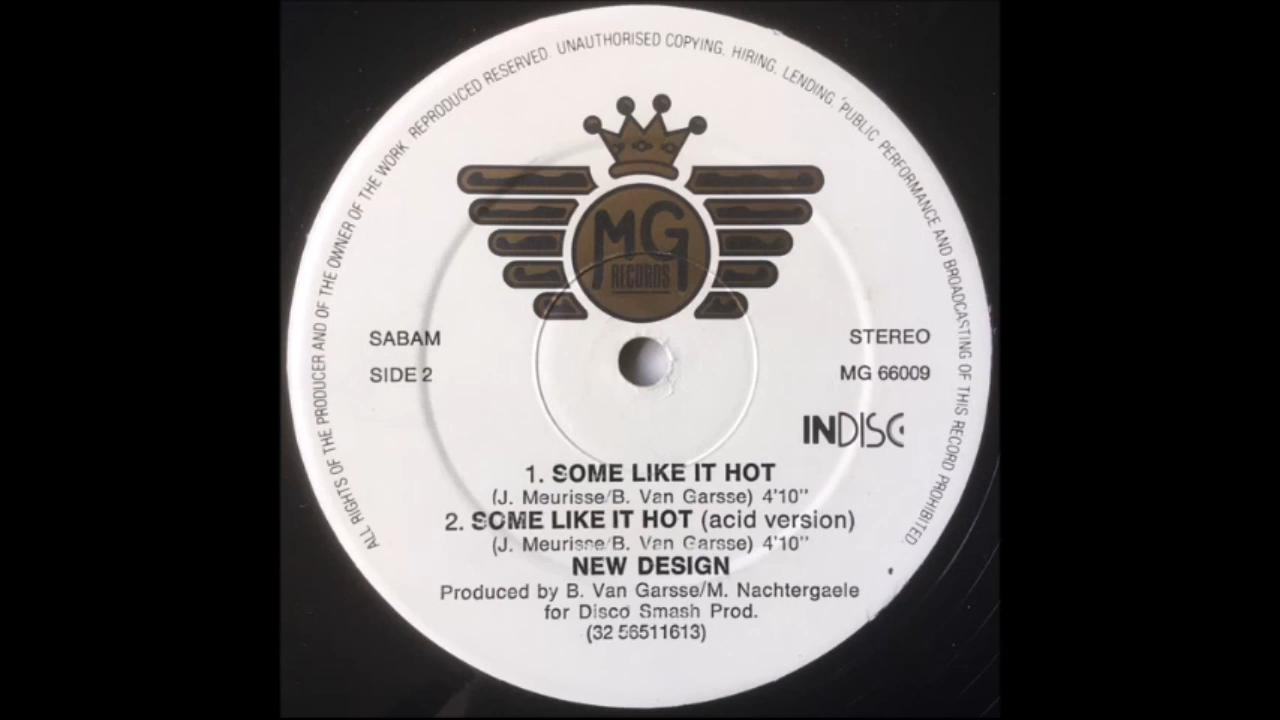 ALL RIGHTS OF THE PRODUCER AND OF THE OWNER OF THE WORK REPRODUCED RESERVED. UNAUTHORISED COPYING, HIRING, LENDING, 'PUBLIC PERFORMANCE AND BROADCASTING OF THIS RECORD PROHIBITED.
MG
RECORDS
SABAM
STEREO
SIDE 2
MG 66009
INDISC
1. SOME LIKE IT HOT
(J. Meurisse/B. Van Garsse) 4'10"
2. SOME LIKE IT HOT (acid version)
(J. Meurisse/B. Van Garsse) 4'10"
NEW DESIGN
Produced by B. Van Garsse/M. Nachtergaele
for Disco Smash Prod.
(32 56511613)